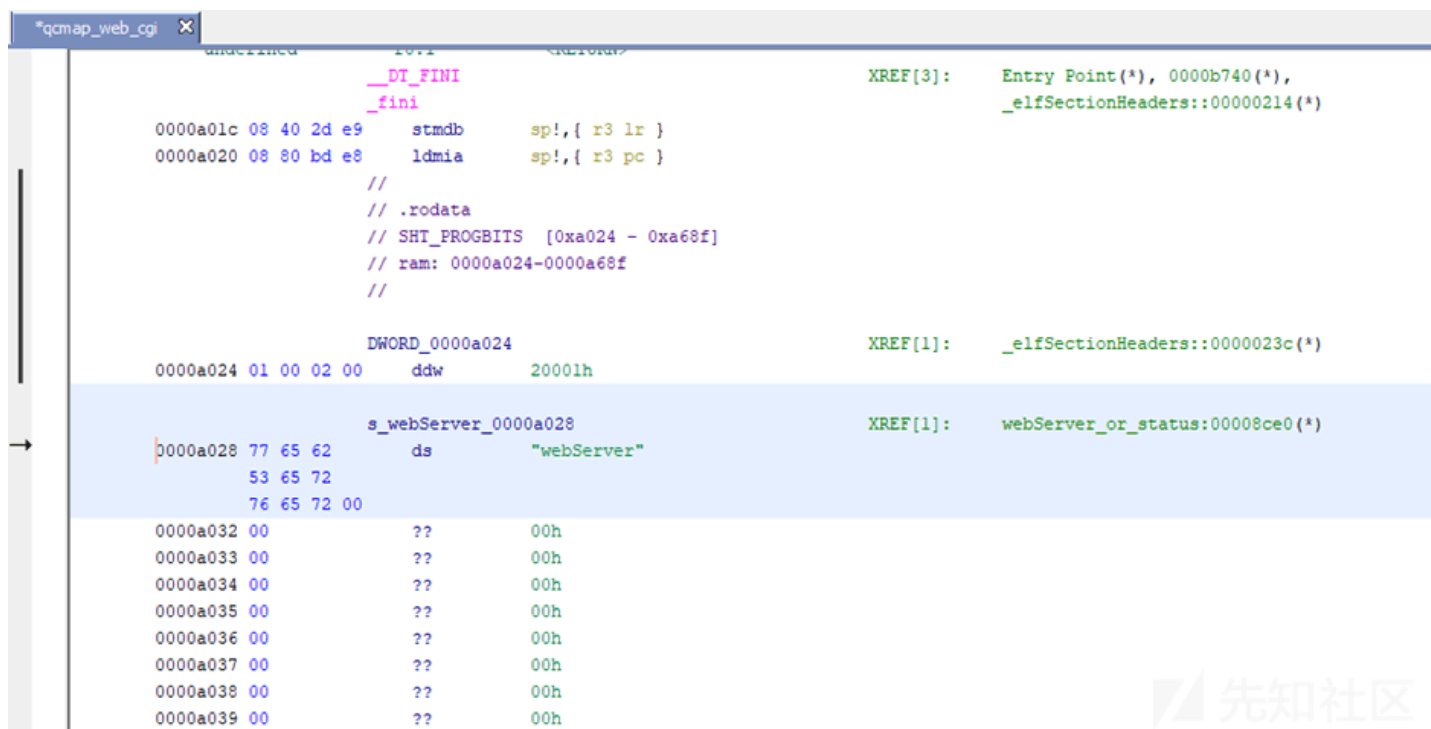 *qcmap_web_cgi
undefined r0:1 <RETURN>
__DT_FINI XREF[3]: Entry Point(*), 0000b740(*),
_fini _elfSectionHeaders::00000214(*)
0000a01c 08 40 2d e9 stmdb sp!,{ r3 lr }
0000a020 08 80 bd e8 ldmia sp!,{ r3 pc }
//
// .rodata
// SHT_PROGBITS [0xa024 - 0xa68f]
// ram: 0000a024-0000a68f
//
DWORD_0000a024 XREF[1]: _elfSectionHeaders::0000023c(*)
0000a024 01 00 02 00 ddw 20001h
s_webServer_0000a028 XREF[1]: webServer_or_status:00008ce0(*)
0000a028 77 65 62 ds "webServer"
53 65 72
76 65 72 00
0000a032 00 ?? 00h
0000a033 00 ?? 00h
0000a034 00 ?? 00h
0000a035 00 ?? 00h
0000a036 00 ?? 00h
0000a037 00 ?? 00h
0000a038 00 ?? 00h
0000a039 00 ?? 00h
先知社区